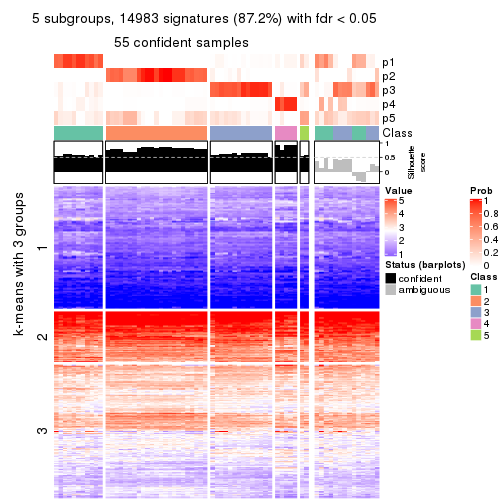 5 subgroups, 14983 signatures (87.2%) with fdr < 0.05
55 confident samples
p1
p2
p3
p4
p5
Class
1
0.5
0
Silhouette
score
k-means with 3 groups
1
2
3
Value
5
4
3
2
1
Status (barplots)
confident
ambiguous
Prob
1
0.8
0.6
0.4
0.2
0
Class
1
2
3
4
5